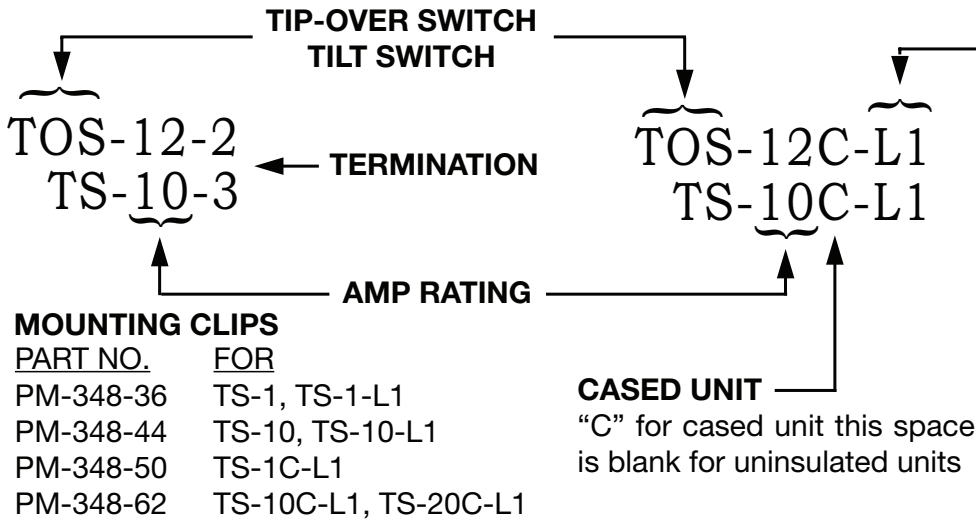 TIP-OVER SWITCH
TILT SWITCH
TOS-12-2
TS-10-3
TERMINATION
TOS-12C-L1
TS-10C-L1
AMP RATING
MOUNTING CLIPS
PART NO. FOR
PM-348-36 TS-1, TS-1-L1
PM-348-44 TS-10, TS-10-L1
PM-348-50 TS-1C-L1
PM-348-62 TS-10C-L1, TS-20C-L1
CASED UNIT
“C” for cased unit this space
is blank for uninsulated units